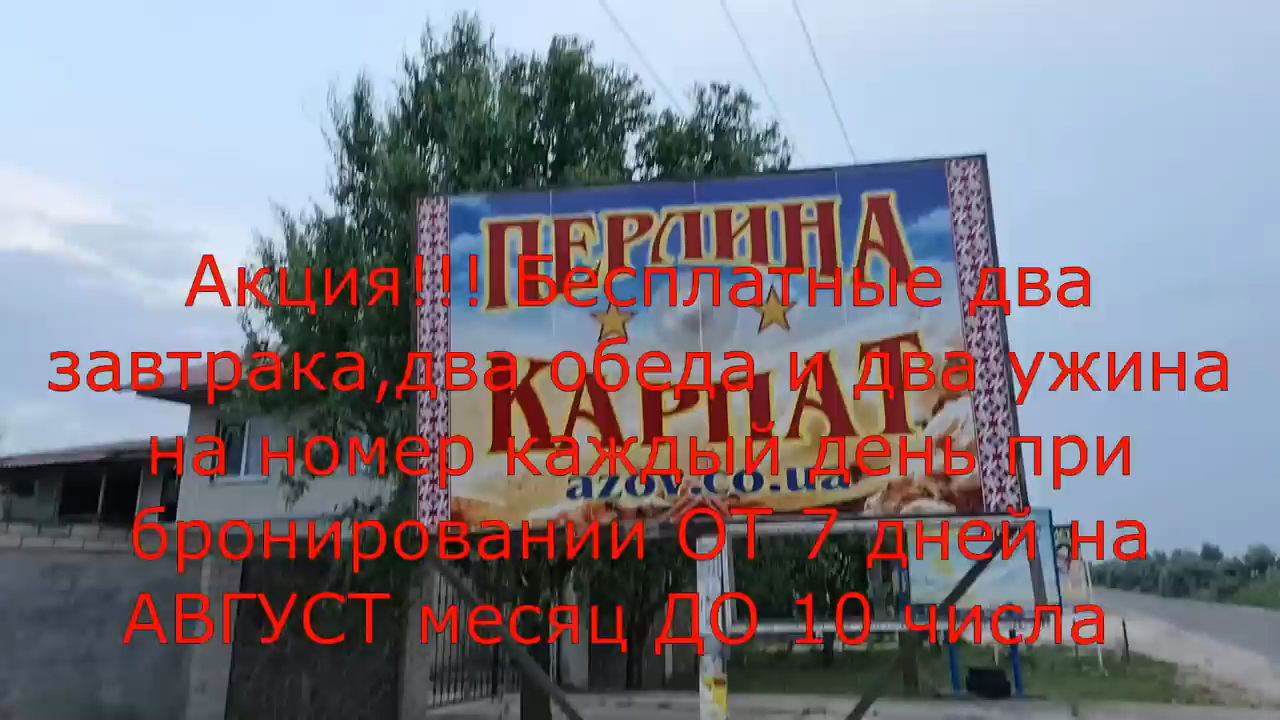 ПЕРЛИНА
КАРПАТ
azov.co.ua
Акция!!! Бесплатные два
завтрака,два обеда и два ужина
на номер каждый день при
бронировании ОТ 7 дней на
АВГУСТ месяц ДО 10 числа